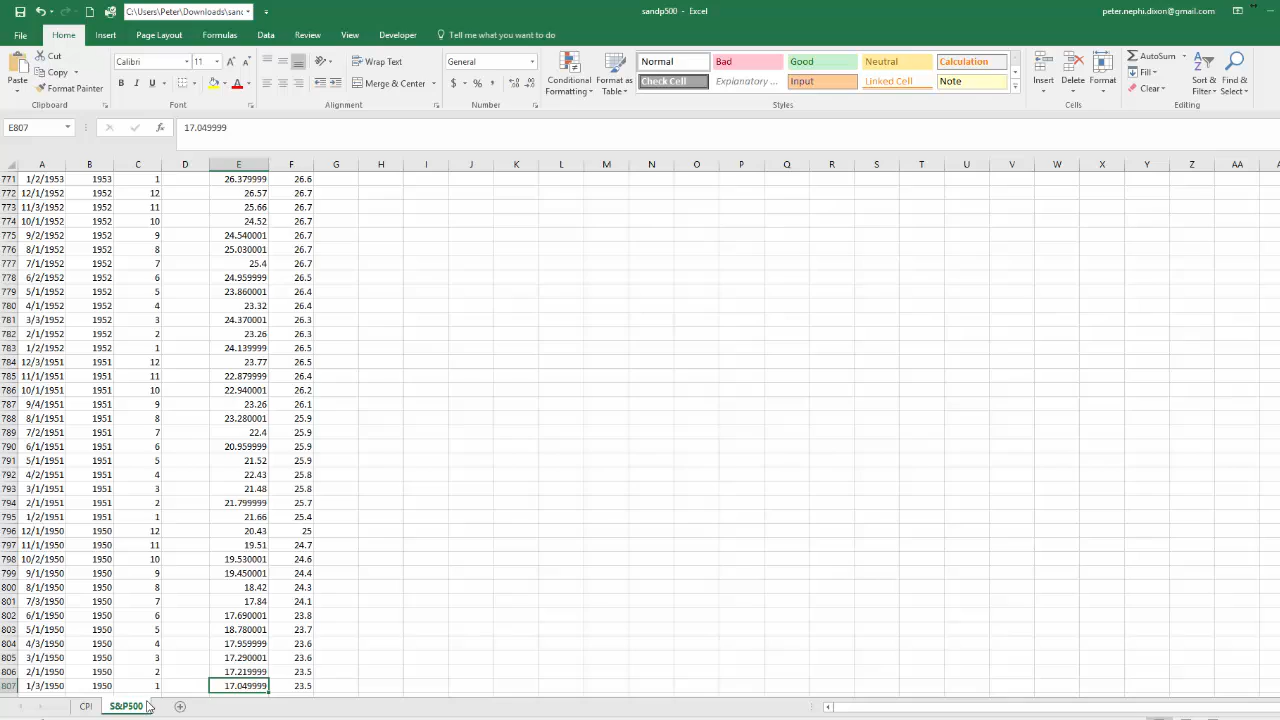 C:\Users\Peter\Downloads\sanc
sandp500 - Excel
peter.nephi.dixon@gmail.com
File Home Insert Page Layout Formulas Data Review View Developer Tell me what you want to do
Paste
Cut
Copy
Format Painter
Clipboard
Calibri 11
B I U
Font
Wrap Text
Merge & Center
Alignment
General
$ % ,
Number
Conditional Formatting
Format as Table
Normal Bad Good Neutral Calculation
Check Cell Explanatory ... Input Linked Cell Note
Styles
Insert Delete Format
Cells
AutoSum
Fill
Clear
Sort & Filter
Find & Select
Editing
E807 fx 17.049999
A B C D E F G H I J K L M N O P Q R S T U V W X Y Z AA
771 1/2/1953 1953 1 26.379999 26.6
772 12/1/1952 1952 12 26.57 26.7
773 11/3/1952 1952 11 25.66 26.7
774 10/1/1952 1952 10 24.52 26.7
775 9/2/1952 1952 9 24.540001 26.7
776 8/1/1952 1952 8 25.030001 26.7
777 7/1/1952 1952 7 25.4 26.7
778 6/2/1952 1952 6 24.959999 26.5
779 5/1/1952 1952 5 23.860001 26.4
780 4/1/1952 1952 4 23.32 26.4
781 3/3/1952 1952 3 24.370001 26.3
782 2/1/1952 1952 2 23.26 26.3
783 1/2/1952 1952 1 24.139999 26.5
784 12/3/1951 1951 12 23.77 26.5
785 11/1/1951 1951 11 22.879999 26.4
786 10/1/1951 1951 10 22.940001 26.2
787 9/4/1951 1951 9 23.26 26.1
788 8/1/1951 1951 8 23.280001 25.9
789 7/2/1951 1951 7 22.4 25.9
790 6/1/1951 1951 6 20.959999 25.9
791 5/1/1951 1951 5 21.52 25.9
792 4/2/1951 1951 4 22.43 25.8
793 3/1/1951 1951 3 21.48 25.8
794 2/1/1951 1951 2 21.799999 25.7
795 1/2/1951 1951 1 21.66 25.4
796 12/1/1950 1950 12 20.43 25
797 11/1/1950 1950 11 19.51 24.7
798 10/2/1950 1950 10 19.530001 24.6
799 9/1/1950 1950 9 19.450001 24.4
800 8/1/1950 1950 8 18.42 24.3
801 7/3/1950 1950 7 17.84 24.1
802 6/1/1950 1950 6 17.690001 23.8
803 5/1/1950 1950 5 18.780001 23.7
804 4/3/1950 1950 4 17.959999 23.6
805 3/1/1950 1950 3 17.290001 23.6
806 2/1/1950 1950 2 17.219999 23.5
807 1/3/1950 1950 1 17.049999 23.5
CPI S&P500